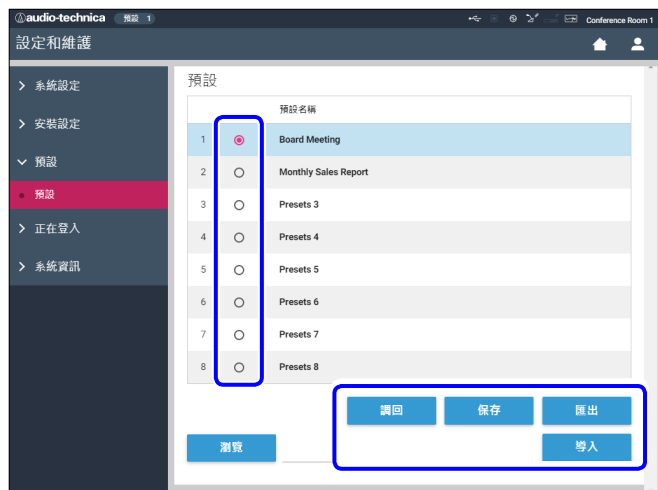 audio-technica 預設 1 Conference Room 1
設定和維護
系統設定
安裝設定
預設
預設
正在登入
系統資訊
預設
預設名稱
1 Board Meeting
2 Monthly Sales Report
3 Presets 3
4 Presets 4
5 Presets 5
6 Presets 6
7 Presets 7
8 Presets 8
調回 保存 匯出
瀏覽 導入